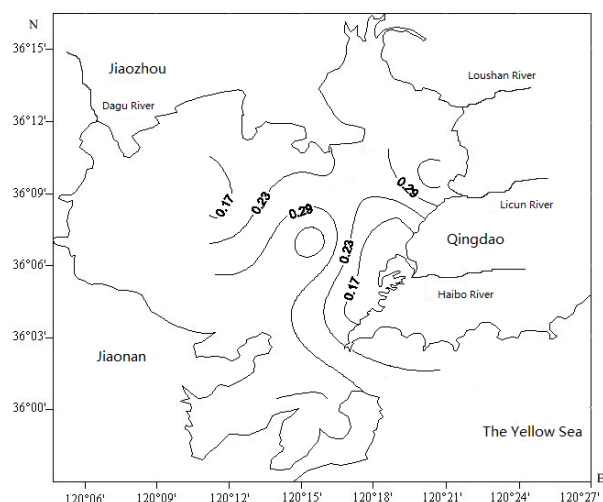 N
36°15'
Jiaozhou
Loushan River
Dagu River
36°12'
36°09'
0.17
0.23
0.29
0.29
Licun River
Qingdao
0.23
36°06'
0.17
Haibo River
36°03'
Jiaonan
36°00'
The Yellow Sea
E
120°06'
120°09'
120°12'
120°15'
120°18'
120°21'
120°24'
120°27'